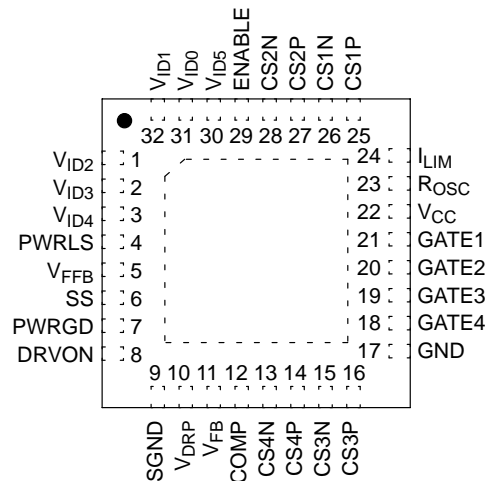 VID1 VID0 VID5 ENABLE CS2N CS2P CS1N CS1P
32 31 30 29 28 27 26 25
VID2 1
VID3 2
VID4 3
PWRLS 4
VFFB 5
SS 6
PWRGD 7
DRVON 8
24 ILIM
23 ROSC
22 VCC
21 GATE1
20 GATE2
19 GATE3
18 GATE4
17 GND
9 10 11 12 13 14 15 16
SGND VDRP VFB COMP CS4N CS4P CS3N CS3P